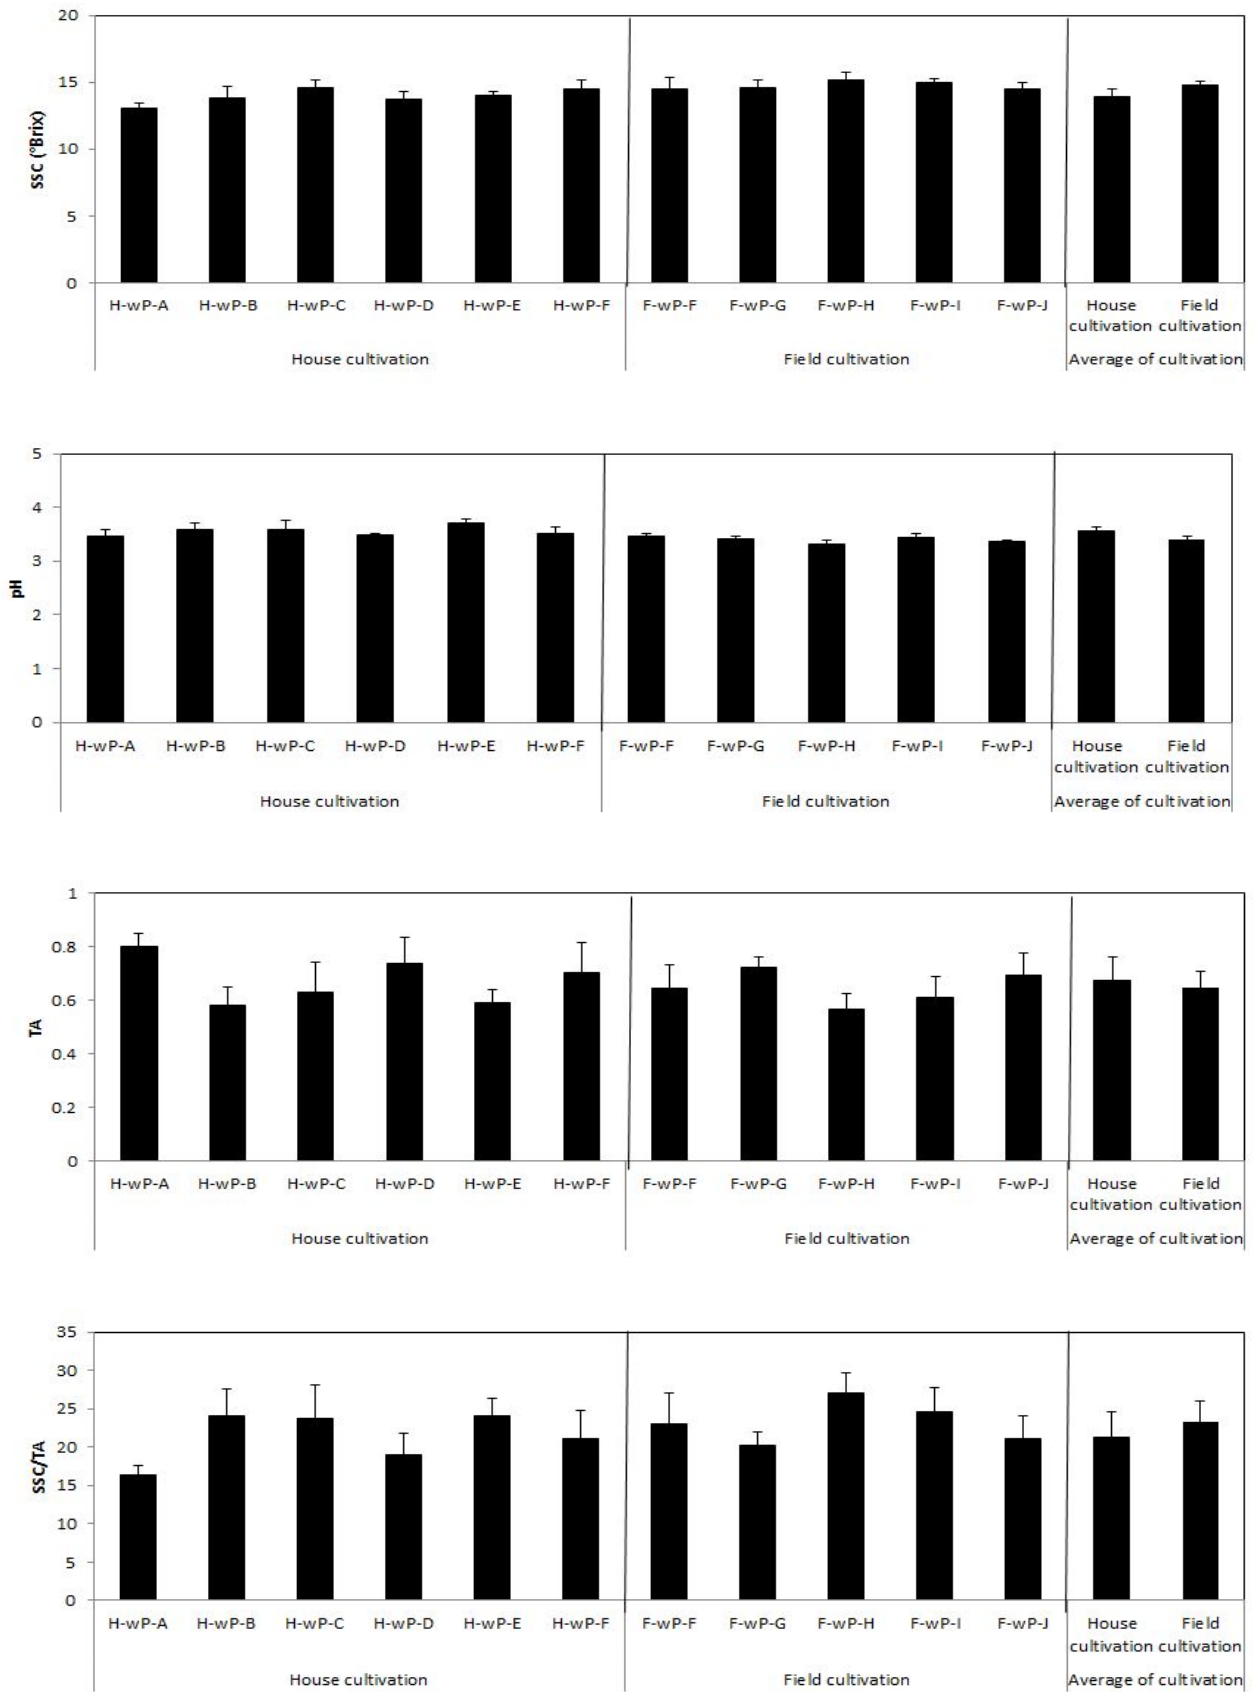 20
15
10
5
0
SSC (°Brix)
H-wP-A H-wP-B H-wP-C H-wP-D H-wP-E H-wP-F F-wP-F F-wP-G F-wP-H F-wP-I F-wP-J House cultivation Field cultivation
House cultivation Field cultivation Average of cultivation
5
4
3
2
1
0
pH
H-wP-A H-wP-B H-wP-C H-wP-D H-wP-E H-wP-F F-wP-F F-wP-G F-wP-H F-wP-I F-wP-J House cultivation Field cultivation
House cultivation Field cultivation Average of cultivation
1
0.8
0.6
0.4
0.2
0
TA
H-wP-A H-wP-B H-wP-C H-wP-D H-wP-E H-wP-F F-wP-F F-wP-G F-wP-H F-wP-I F-wP-J House cultivation Field cultivation
House cultivation Field cultivation Average of cultivation
35
30
25
20
15
10
5
0
SSC/TA
H-wP-A H-wP-B H-wP-C H-wP-D H-wP-E H-wP-F F-wP-F F-wP-G F-wP-H F-wP-I F-wP-J House cultivation Field cultivation
House cultivation Field cultivation Average of cultivation